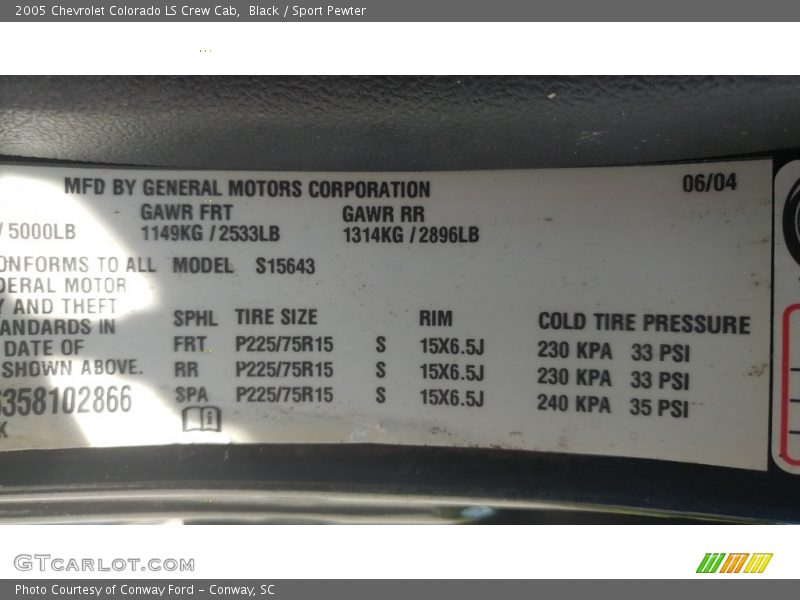 2005 Chevrolet Colorado LS Crew Cab, Black / Sport Pewter
MFD BY GENERAL MOTORS CORPORATION 06/04
GAWR FRT GAWR RR
/ 5000LB 1149KG / 2533LB 1314KG / 2896LB
ONFORMS TO ALL MODEL S15643
DERAL MOTOR
Y AND THEFT
SPHL TIRE SIZE RIM COLD TIRE PRESSURE
ANDARDS IN
FRT P225/75R15 S 15X6.5J 230 KPA 33 PSI
DATE OF
RR P225/75R15 S 15X6.5J 230 KPA 33 PSI
SHOWN ABOVE.
SPA P225/75R15 S 15X6.5J 240 KPA 35 PSI
358102866
K
GTCARLOT.COM
Photo Courtesy of Conway Ford - Conway, SC